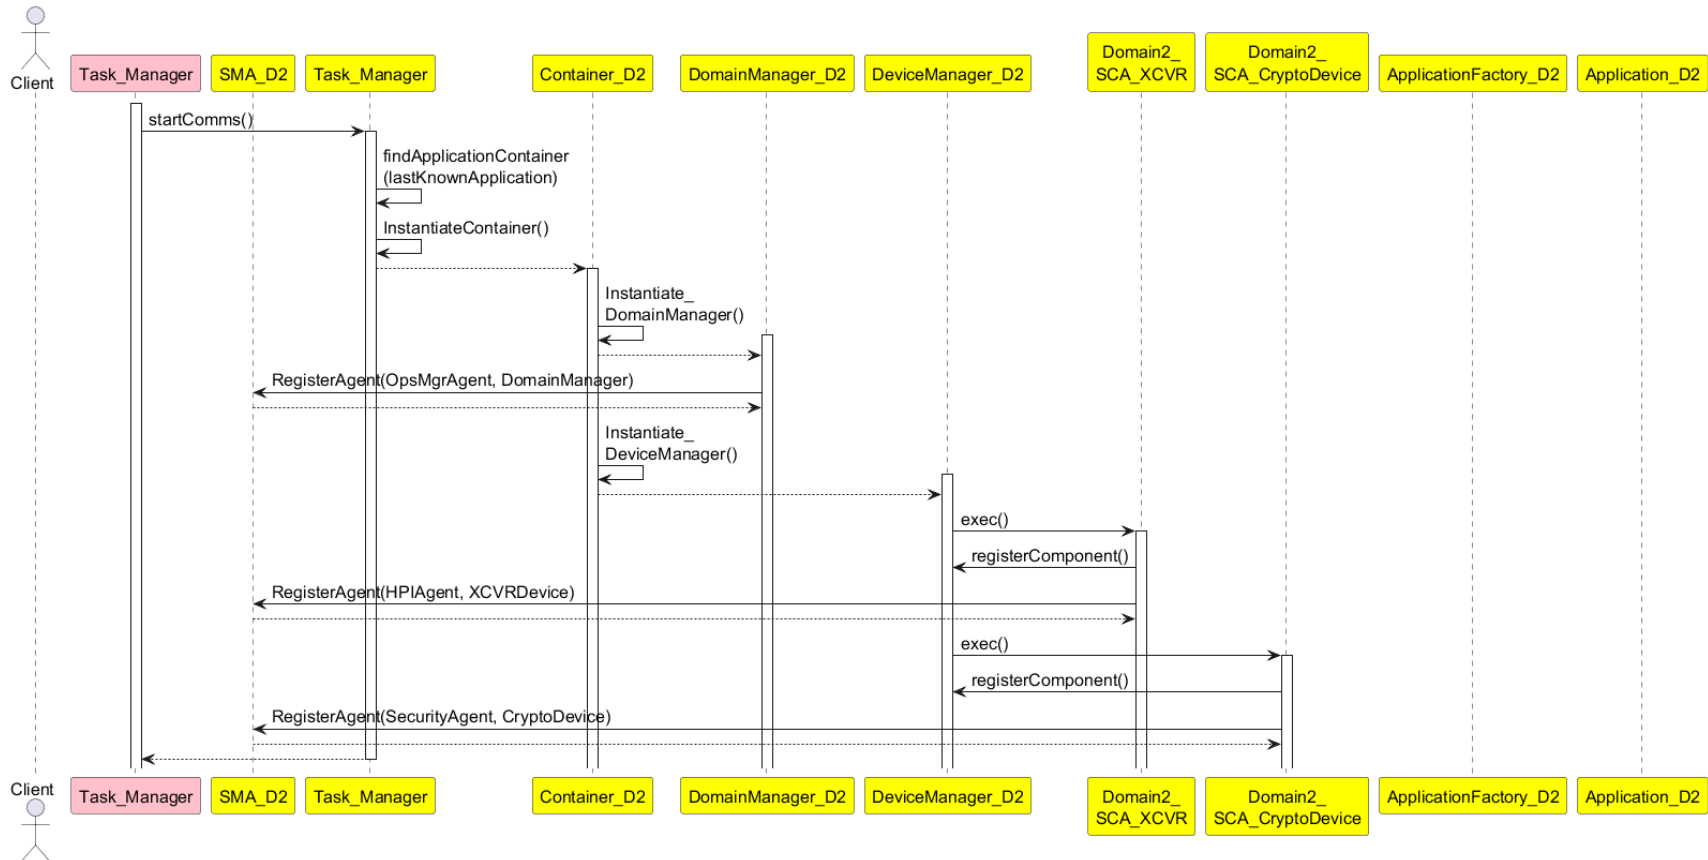 Client
Task_Manager
SMA_D2
Task_Manager
Container_D2
DomainManager_D2
DeviceManager_D2
Domain2_
SCA_XCVR
Domain2_
SCA_CryptoDevice
ApplicationFactory_D2
Application_D2
startComms()
findApplicationContainer
(lastKnownApplication)
InstantiateContainer()
Instantiate_
DomainManager()
RegisterAgent(OpsMgrAgent, DomainManager)
Instantiate_
DeviceManager()
exec()
registerComponent()
RegisterAgent(HPIAgent, XCVRDevice)
exec()
registerComponent()
RegisterAgent(SecurityAgent, CryptoDevice)
Client
Task_Manager
SMA_D2
Task_Manager
Container_D2
DomainManager_D2
DeviceManager_D2
Domain2_
SCA_XCVR
Domain2_
SCA_CryptoDevice
ApplicationFactory_D2
Application_D2